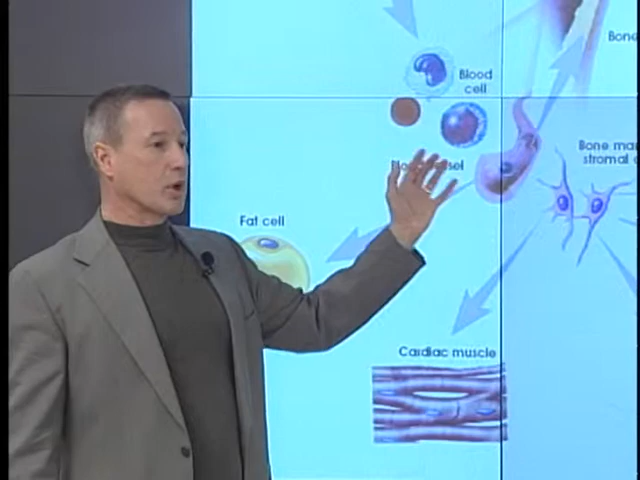 Bone
Blood
cell
Bone ma
stromal
Fat cell
Cardiac muscle